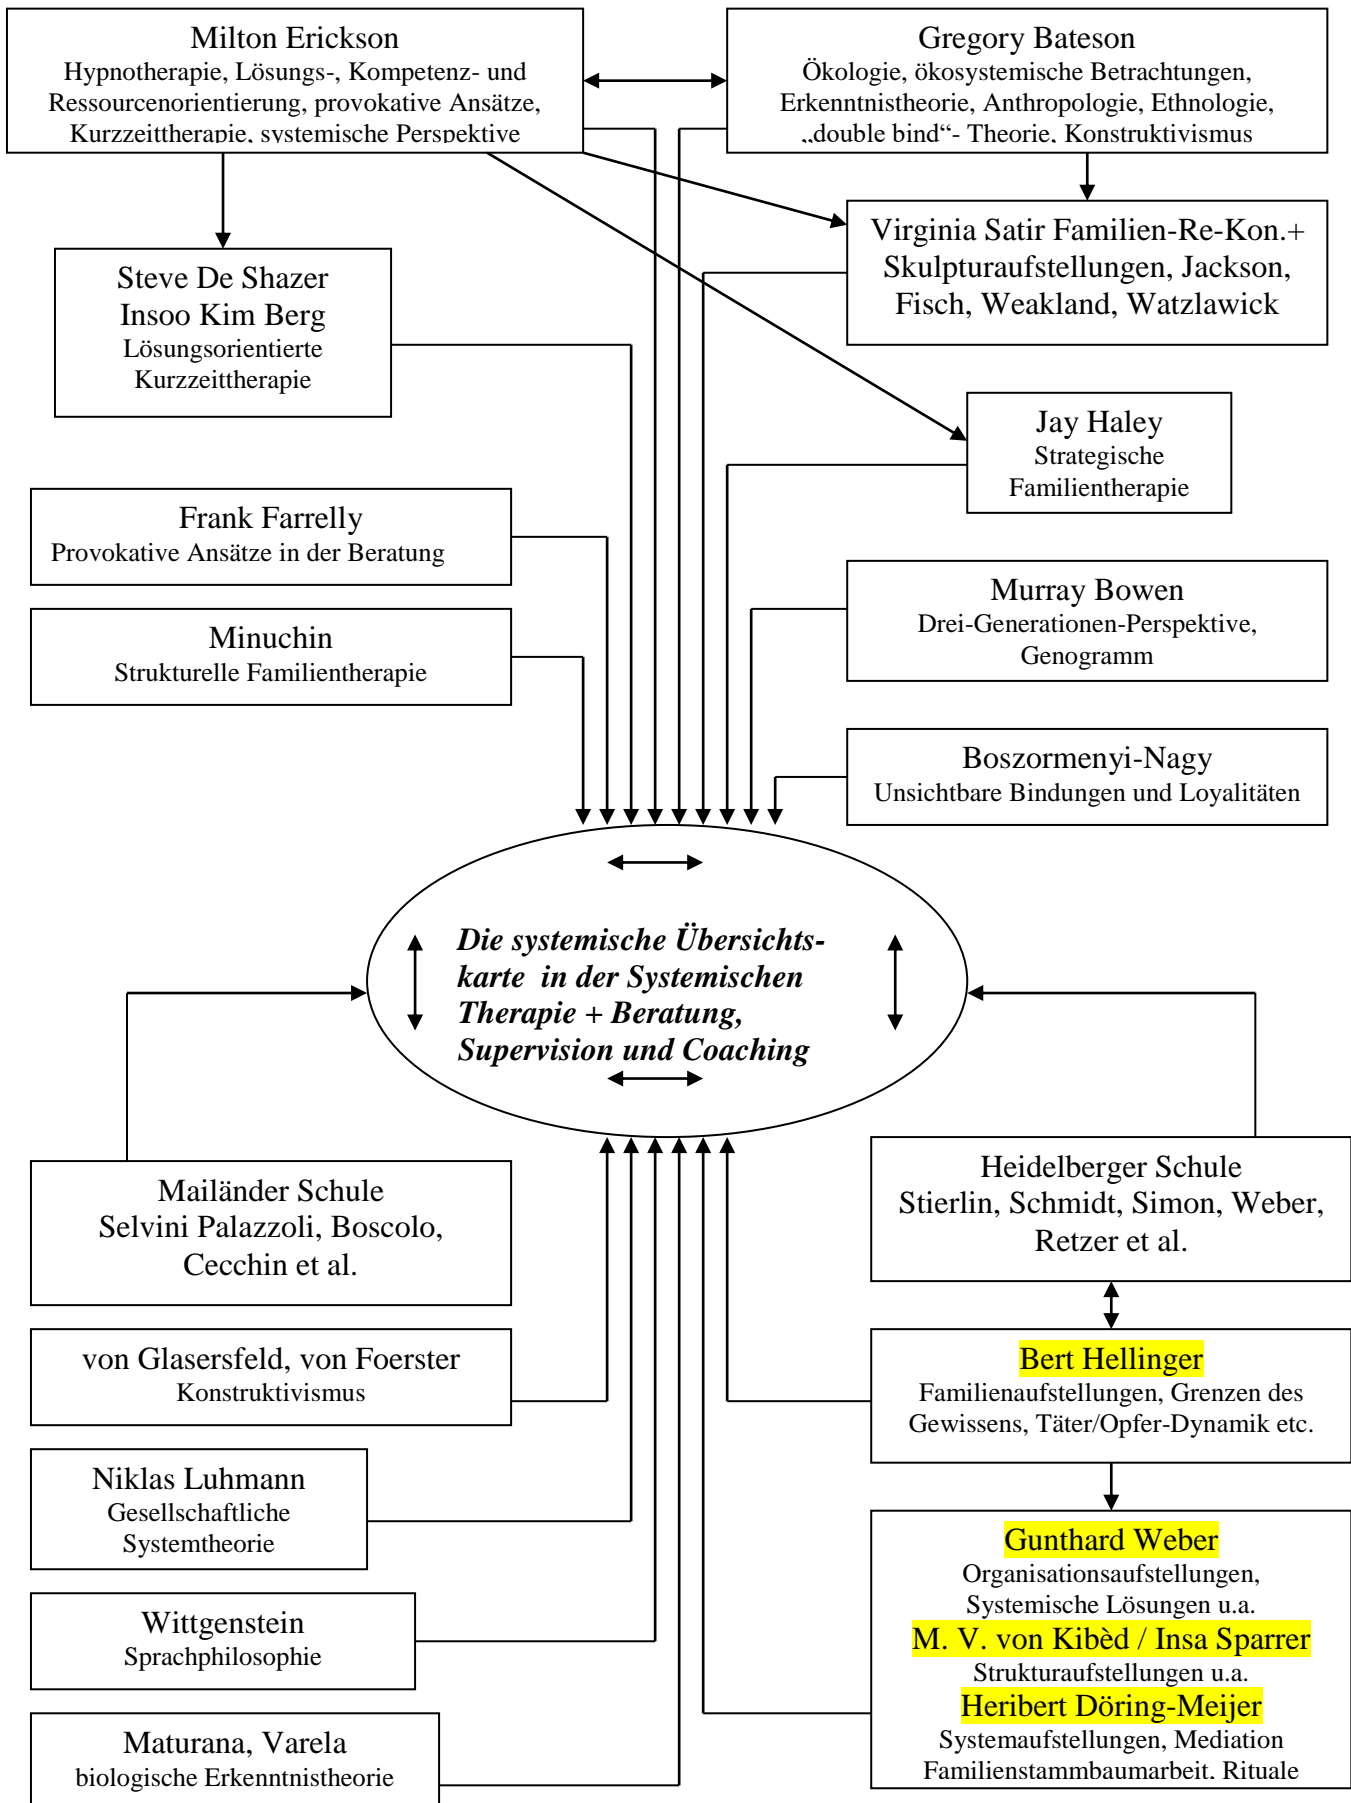 Milton Erickson
Hypnotherapie, Lösungs-, Kompetenz- und
Ressourcenorientierung, provokative Ansätze,
Kurzzeittherapie, systemische Perspektive
Gregory Bateson
Ökologie, ökosystemische Betrachtungen,
Erkenntnistheorie, Anthropologie, Ethnologie,
„double bind“- Theorie, Konstruktivismus
Virginia Satir Familien-Re-Kon.+
Skulpturaufstellungen, Jackson,
Fisch, Weakland, Watzlawick
Steve De Shazer
Insoo Kim Berg
Lösungsorientierte
Kurzzeittherapie
Jay Haley
Strategische
Familientherapie
Frank Farrelly
Provokative Ansätze in der Beratung
Murray Bowen
Drei-Generationen-Perspektive,
Genogramm
Minuchin
Strukturelle Familientherapie
Boszormenyi-Nagy
Unsichtbare Bindungen und Loyalitäten
Die systemische Übersichts-
karte in der Systemischen
Therapie + Beratung,
Supervision und Coaching
Mailänder Schule
Selvini Palazzoli, Boscolo,
Cecchin et al.
Heidelberger Schule
Stierlin, Schmidt, Simon, Weber,
Retzer et al.
von Glasersfeld, von Foerster
Konstruktivismus
Bert Hellinger
Familienaufstellungen, Grenzen des
Gewissens, Täter/Opfer-Dynamik etc.
Niklas Luhmann
Gesellschaftliche
Systemtheorie
Gunthard Weber
Organisationsaufstellungen,
Systemische Lösungen u.a.
M. V. von Kibèd / Insa Sparrer
Strukturaufstellungen u.a.
Heribert Döring-Meijer
Systemaufstellungen, Mediation
Familienstammbaumarbeit, Rituale
Wittgenstein
Sprachphilosophie
Maturana, Varela
biologische Erkenntnistheorie